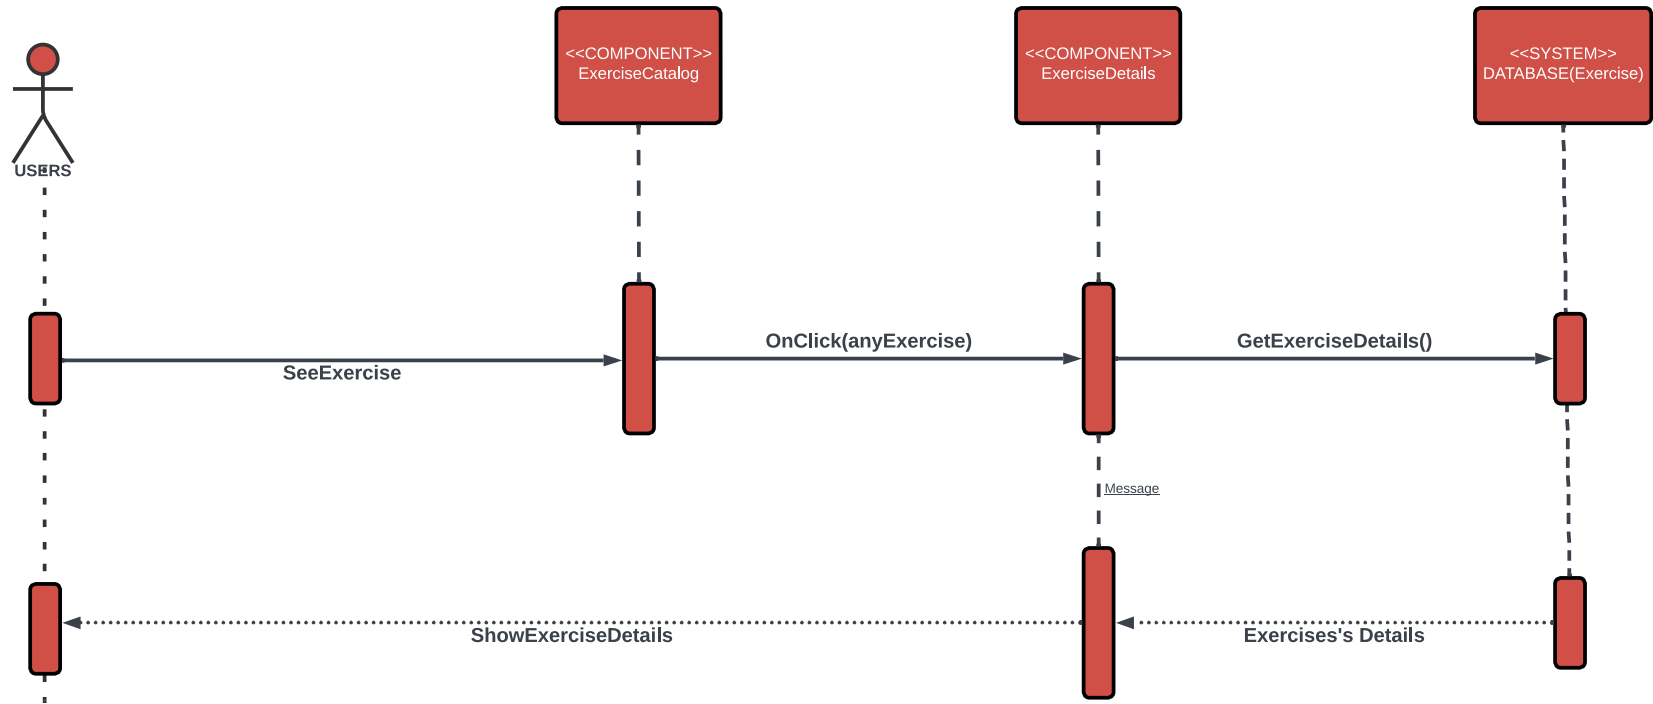 <<COMPONENT>>
ExerciseCatalog
<<COMPONENT>>
ExerciseDetails
<<SYSTEM>>
DATABASE(Exercise)
USERS
SeeExercise
OnClick(anyExercise)
GetExerciseDetails()
Message
ShowExerciseDetails
Exercises's Details